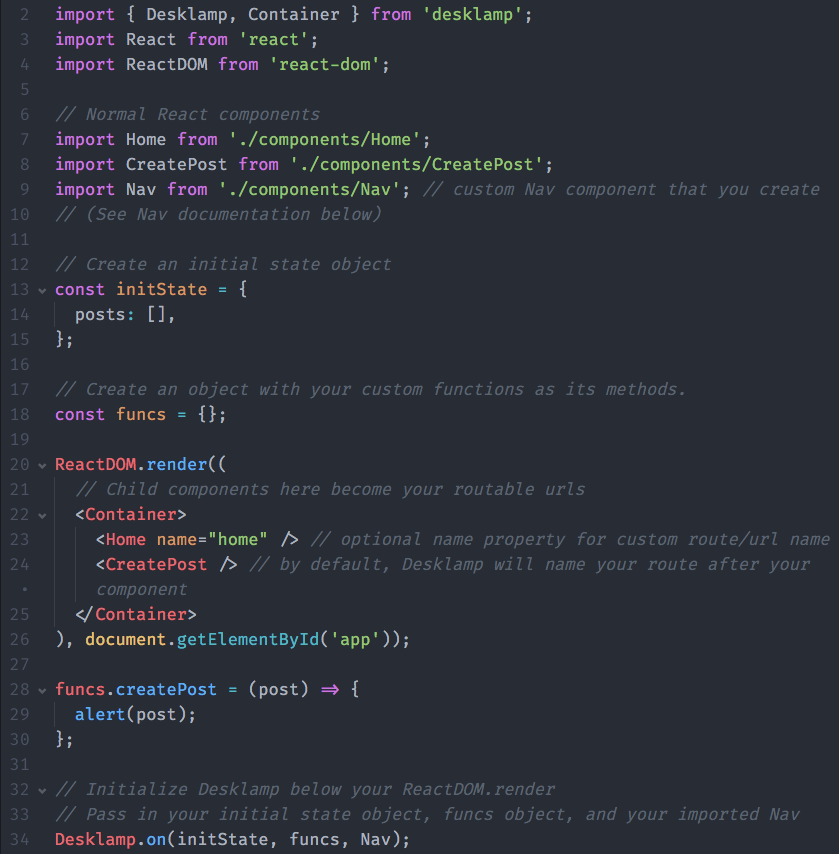 2 import { Desklamp, Container } from 'desklamp';
3 import React from 'react';
4 import ReactDOM from 'react-dom';
5
6 // Normal React components
7 import Home from './components/Home';
8 import CreatePost from './components/CreatePost';
9 import Nav from './components/Nav'; // custom Nav component that you create
10 // (See Nav documentation below)
11
12 // Create an initial state object
13 const initState = {
14   posts: [],
15 };
16
17 // Create an object with your custom functions as its methods.
18 const funcs = {};
19
20 ReactDOM.render((
21   // Child components here become your routable urls
22   <Container>
23     <Home name="home" /> // optional name property for custom route/url name
24     <CreatePost /> // by default, Desklamp will name your route after your
•     component
25   </Container>
26 ), document.getElementById('app'));
27
28 funcs.createPost = (post) => {
29   alert(post);
30 };
31
32 // Initialize Desklamp below your ReactDOM.render
33 // Pass in your initial state object, funcs object, and your imported Nav
34 Desklamp.on(initState, funcs, Nav);